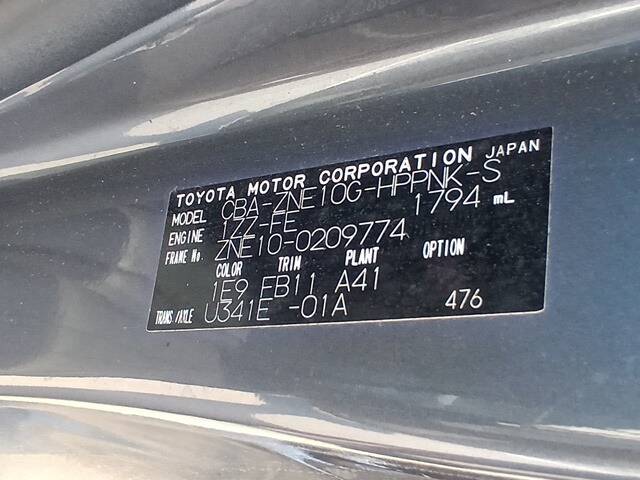 TOYOTA MOTOR CORPORATION JAPAN
MODEL CBA-ZNE10G-HPPNK-S
ENGINE 1ZZ-FE 1794 mL
FRAME No. ZNE10-0209774
COLOR TRIM PLANT OPTION
1E9 EB11 A41
TRANS/AXLE U341E -01A 476